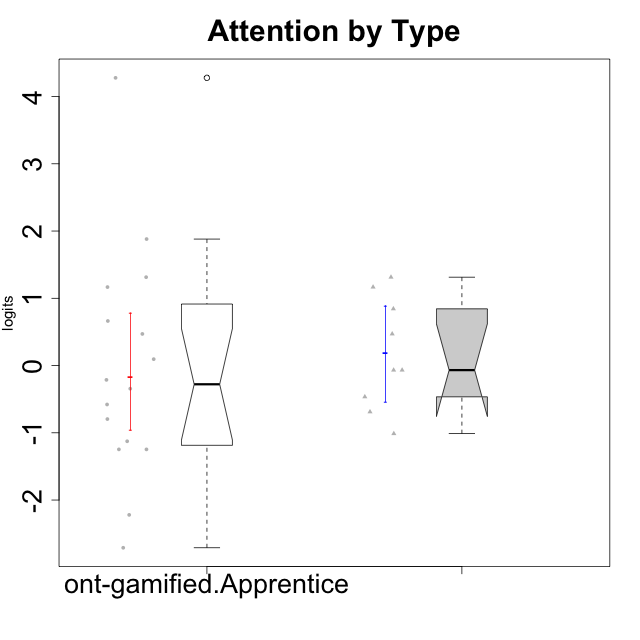 Attention by Type
logits
4
3
2
1
0
-1
-2
ont-gamified.Apprentice